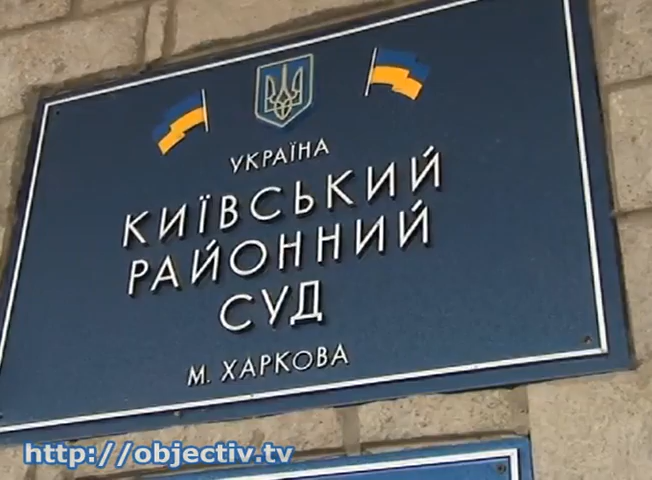 УКРАЇНА
КИЇВСЬКИЙ
РАЙОННИЙ
СУД
М. ХАРКОВА
http://objectiv.tv